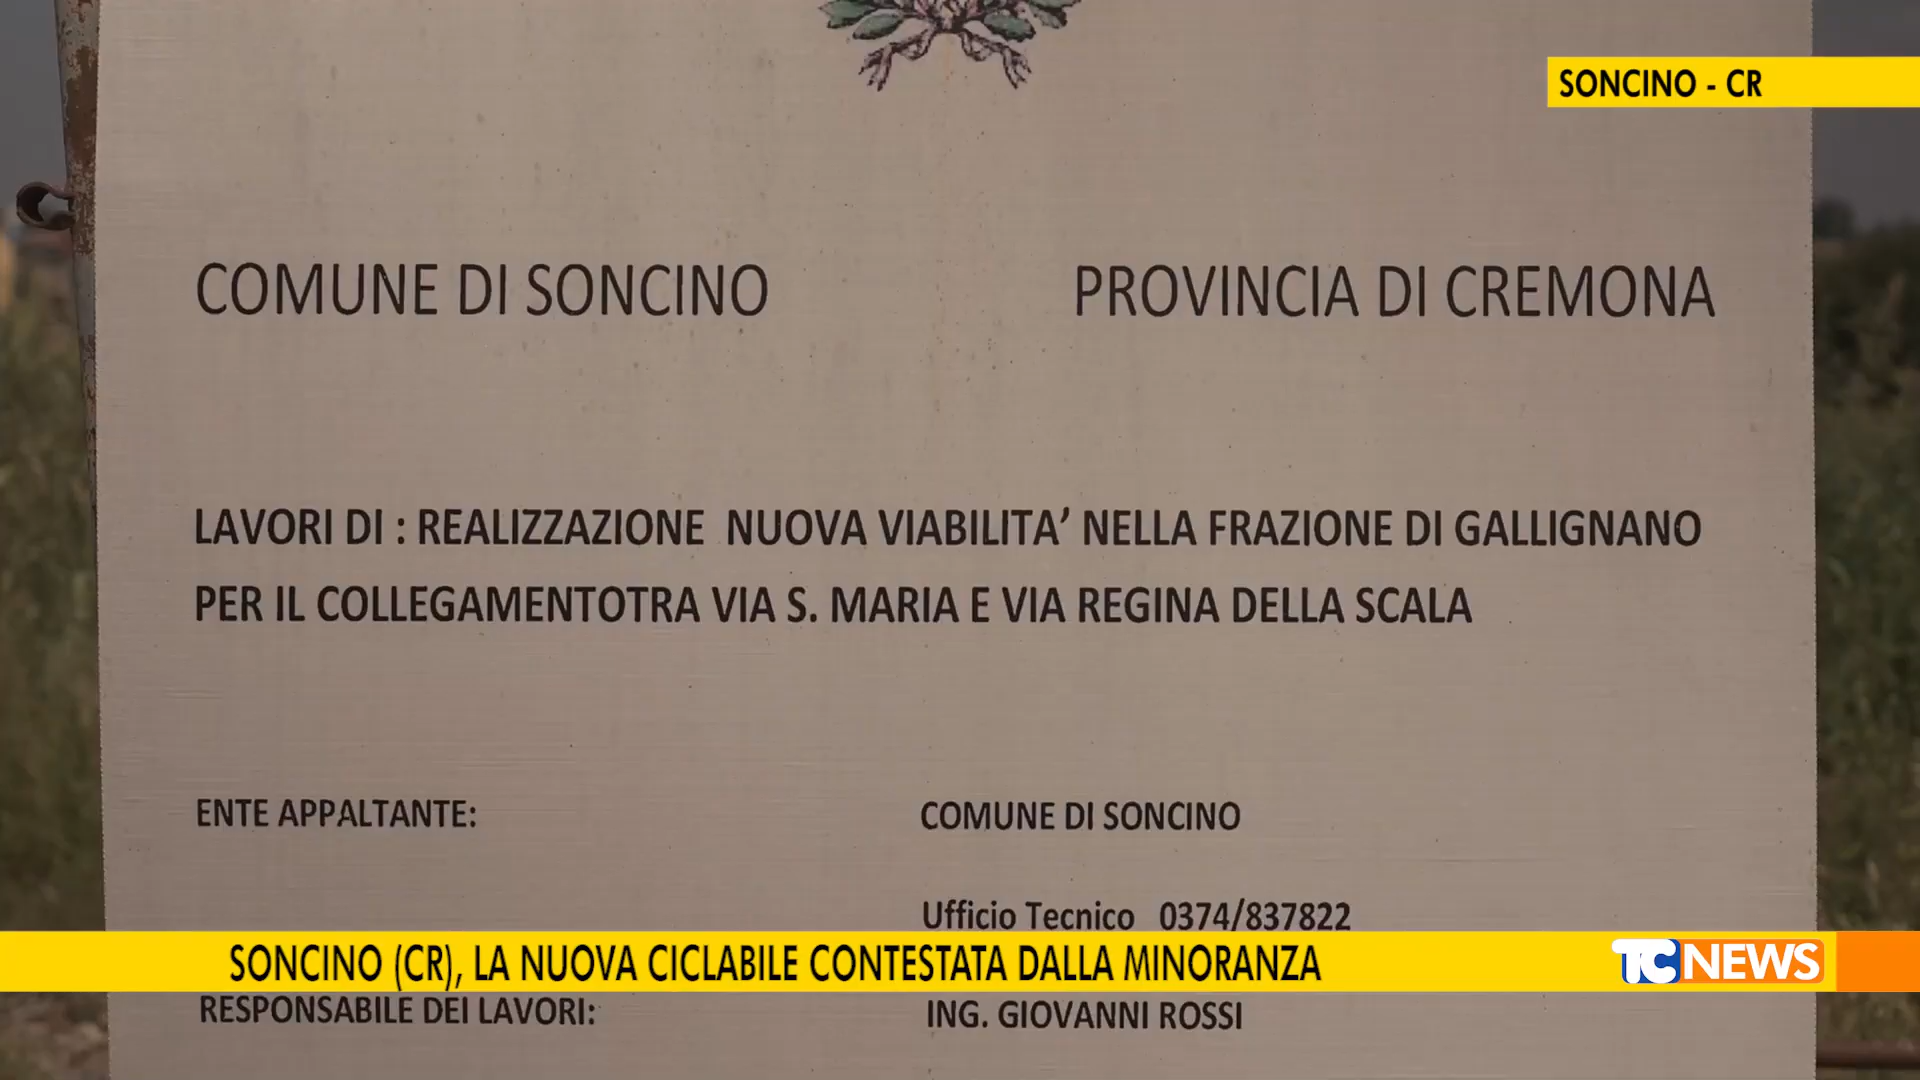 SONCINO - CR
COMUNE DI SONCINO PROVINCIA DI CREMONA
LAVORI DI : REALIZZAZIONE NUOVA VIABILITA’ NELLA FRAZIONE DI GALLIGNANO
PER IL COLLEGAMENTOTRA VIA S. MARIA E VIA REGINA DELLA SCALA
ENTE APPALTANTE: COMUNE DI SONCINO
Ufficio Tecnico 0374/837822
SONCINO (CR), LA NUOVA CICLABILE CONTESTATA DALLA MINORANZA
TC NEWS
RESPONSABILE DEI LAVORI: ING. GIOVANNI ROSSI